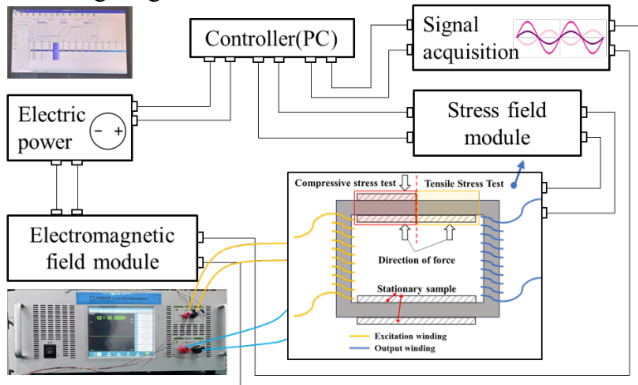 Controller(PC)
Signal
acquisition
Electric
power
Stress field
module
Electromagnetic
field module
Compressive stress test
Tensile Stress Test
Direction of force
Stationary sample
Excitation winding
Output winding